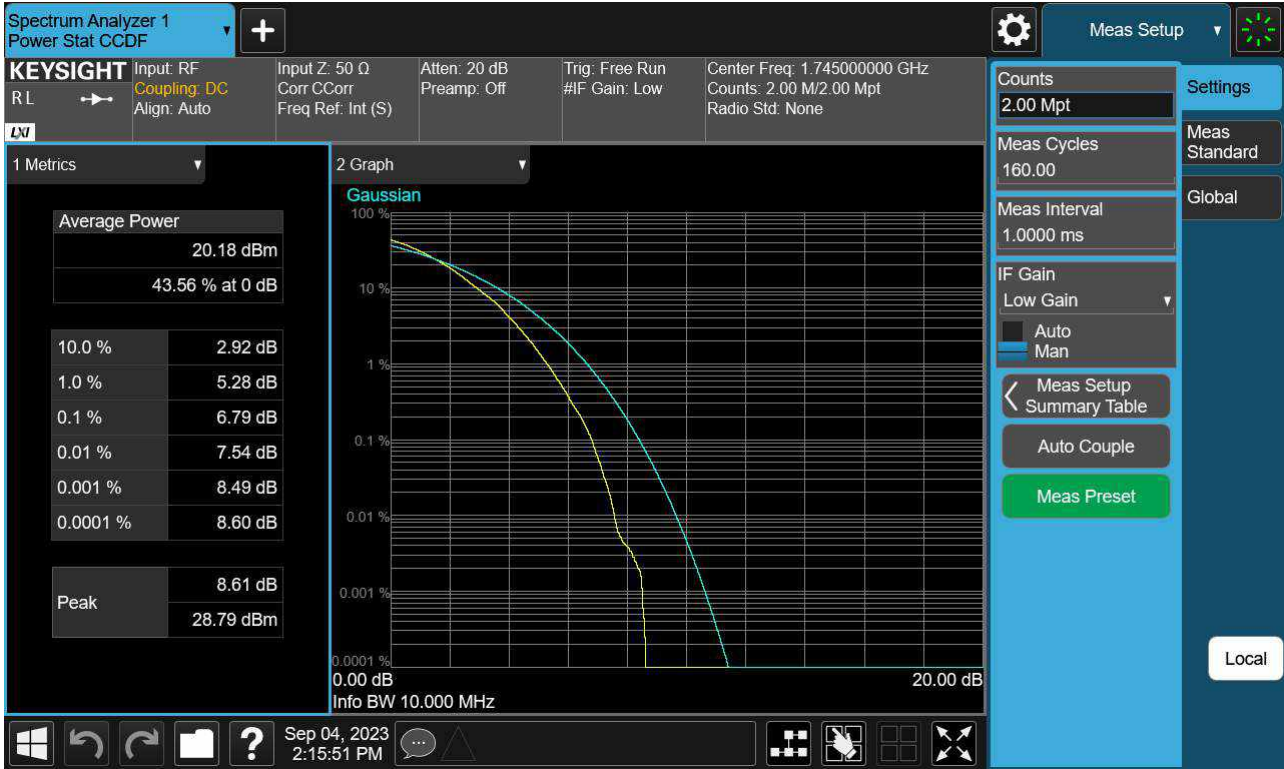 Spectrum Analyzer 1
Power Stat CCDF
+
Meas Setup
KEYSIGHT
RL
LXI
Input: RF
Coupling: DC
Align: Auto
Input Z: 50 Ω
Corr CCorr
Freq Ref: Int (S)
Atten: 20 dB
Preamp: Off
Trig: Free Run
#IF Gain: Low
Center Freq: 1.745000000 GHz
Counts: 2.00 M/2.00 Mpt
Radio Std: None
1 Metrics
Average Power
20.18 dBm
43.56 % at 0 dB
10.0 % 2.92 dB
1.0 % 5.28 dB
0.1 % 6.79 dB
0.01 % 7.54 dB
0.001 % 8.49 dB
0.0001 % 8.60 dB
Peak
8.61 dB
28.79 dBm
2 Graph
Gaussian
100 %
10 %
1 %
0.1 %
0.01 %
0.001 %
0.0001 %
0.00 dB 20.00 dB
Info BW 10.000 MHz
Counts
2.00 Mpt
Meas Cycles
160.00
Meas Interval
1.0000 ms
IF Gain
Low Gain
Auto
Man
Meas Setup
Summary Table
Auto Couple
Meas Preset
Settings
Meas
Standard
Global
Local
?
Sep 04, 2023
2:15:51 PM